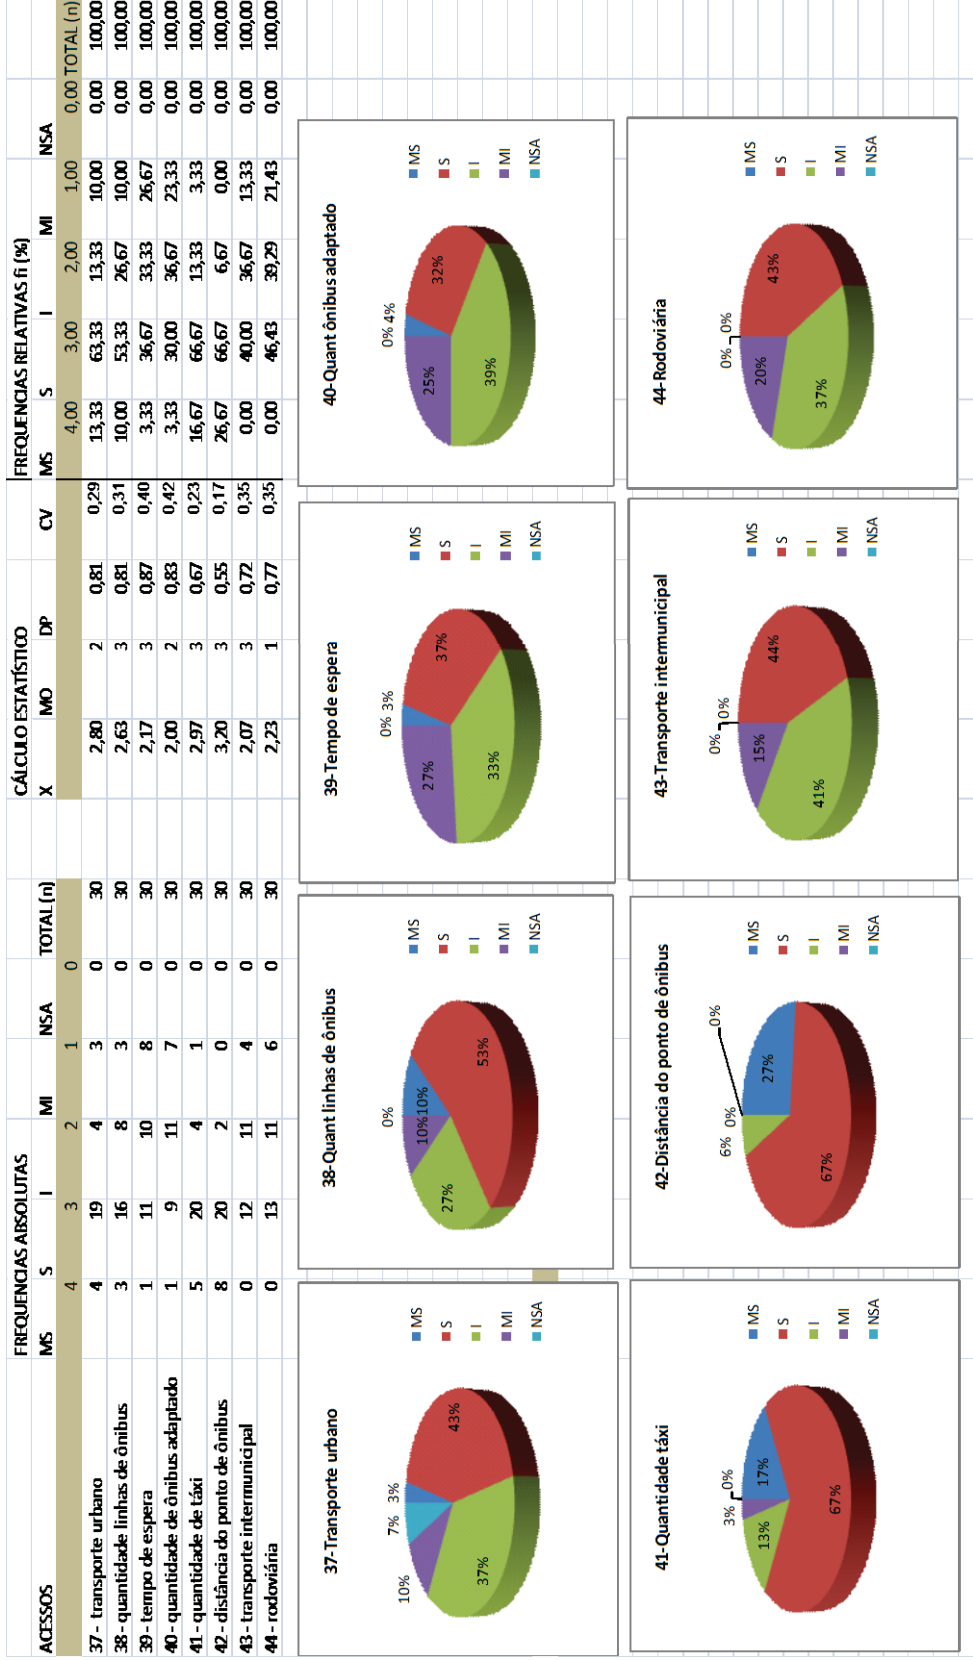 FREQUENCIAS ABSOLUTAS CÁLCULO ESTATÍSTICO FREQUENCIAS RELATIVAS fi (%)
ACESSOS MS S I MI NSA TOTAL (n) X MO DP CV MS S I MI NSA
4 3 2 1 0 4,00 3,00 2,00 1,00 0,00 TOTAL (n)
37 - transporte urbano 4 19 4 3 0 30 2,80 2 0,81 0,29 13,33 63,33 13,33 10,00 0,00 100,00
38 - quantidade linhas de ônibus 3 16 8 3 0 30 2,63 3 0,81 0,31 10,00 53,33 26,67 10,00 0,00 100,00
39 - tempo de espera 1 11 10 8 0 30 2,17 3 0,87 0,40 3,33 36,67 33,33 26,67 0,00 100,00
40 - quantidade de ônibus adaptado 1 9 11 7 0 30 2,00 2 0,83 0,42 3,33 30,00 36,67 23,33 0,00 100,00
41 - quantidade de táxi 5 20 4 1 0 30 2,97 3 0,67 0,23 16,67 66,67 13,33 3,33 0,00 100,00
42 - distância do ponto de ônibus 8 20 2 0 0 30 3,20 3 0,55 0,17 26,67 66,67 6,67 0,00 0,00 100,00
43 - transporte intermunicipal 0 12 11 4 0 30 2,07 3 0,72 0,35 0,00 40,00 36,67 13,33 0,00 100,00
44 - rodoviária 0 13 11 6 0 30 2,23 1 0,77 0,35 0,00 46,43 39,29 21,43 0,00 100,00
37-Transporte urbano
3%
43%
37%
10%
7%
MS
S
I
MI
NSA
38-Quant linhas de ônibus
0%
10%
53%
27%
10%
MS
S
I
MI
NSA
39-Tempo de espera
0% 3%
37%
33%
27%
MS
S
I
MI
NSA
40-Quant ônibus adaptado
0% 4%
32%
39%
25%
MS
S
I
MI
NSA
41-Quantidade táxi
3% 0%
17%
67%
13%
MS
S
I
MI
NSA
42-Distância do ponto de ônibus
6% 0% 0%
27%
67%
MS
S
I
MI
NSA
43-Transporte intermunicipal
0% 0%
44%
41%
15%
MS
S
I
MI
NSA
44-Rodoviária
0% 0%
43%
37%
20%
MS
S
I
MI
NSA